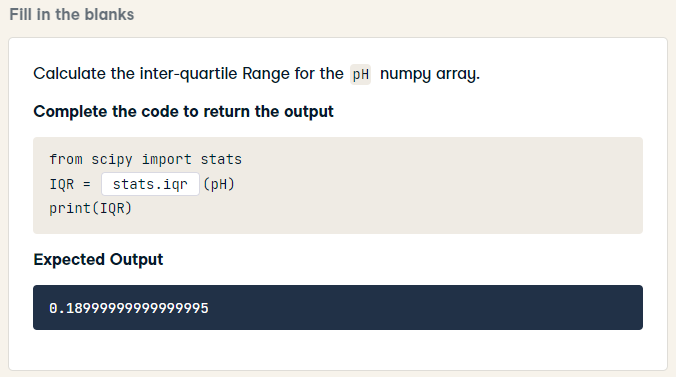 Fill in the blanks
Calculate the inter-quartile Range for the pH numpy array.
Complete the code to return the output
from scipy import stats
IQR = stats.iqr (pH)
print(IQR)
Expected Output
0.18999999999999995